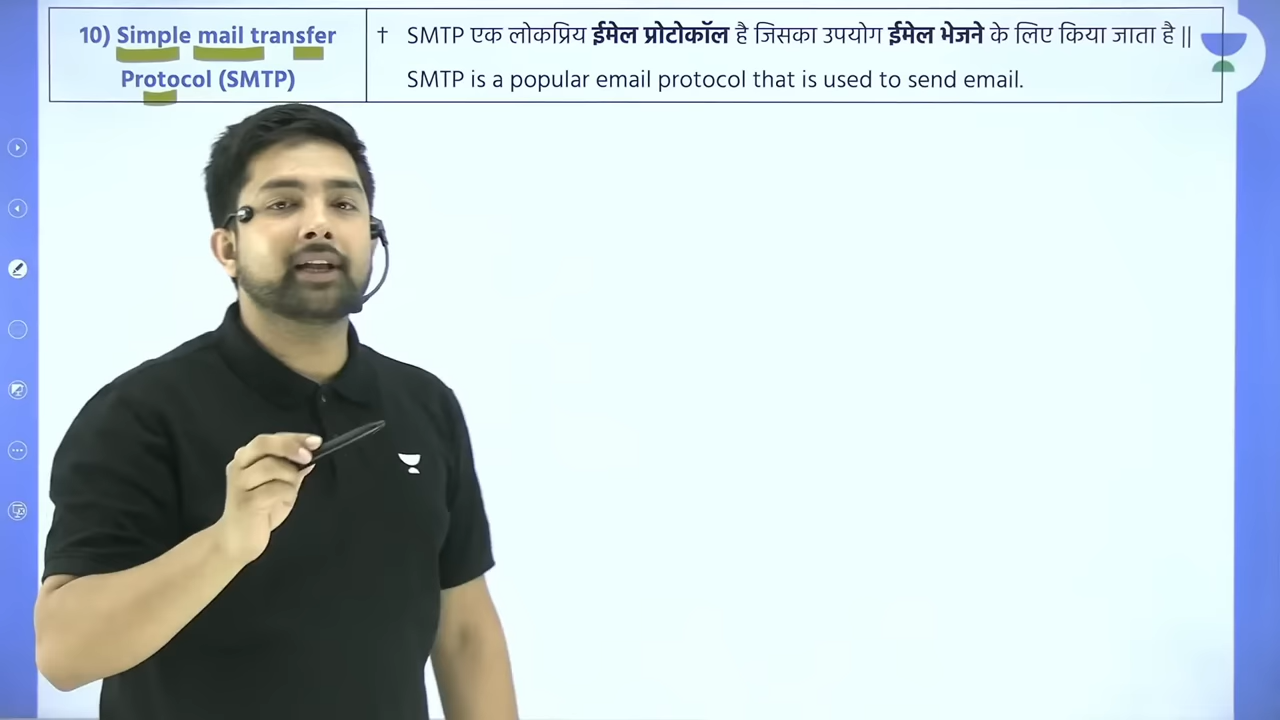 10) Simple mail transfer
Protocol (SMTP)
† SMTP एक लोकप्रिय ईमेल प्रोटोकॉल है जिसका उपयोग ईमेल भेजने के लिए किया जाता है ||
SMTP is a popular email protocol that is used to send email.